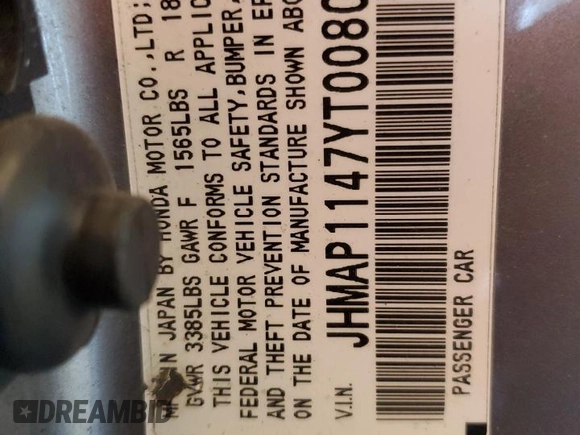 IN JAPAN BY HONDA MOTOR CO.,LTD;
GVWR 3385LBS GAWR F 1565LBS R 18
THIS VEHICLE CONFORMS TO ALL APPLIC
FEDERAL MOTOR VEHICLE SAFETY, BUMPER,
AND THEFT PREVENTION STANDARDS IN EF
ON THE DATE OF MANUFACTURE SHOWN ABO
V.I.N. JHMAP1147YT008
PASSENGER CAR
DREAMBID